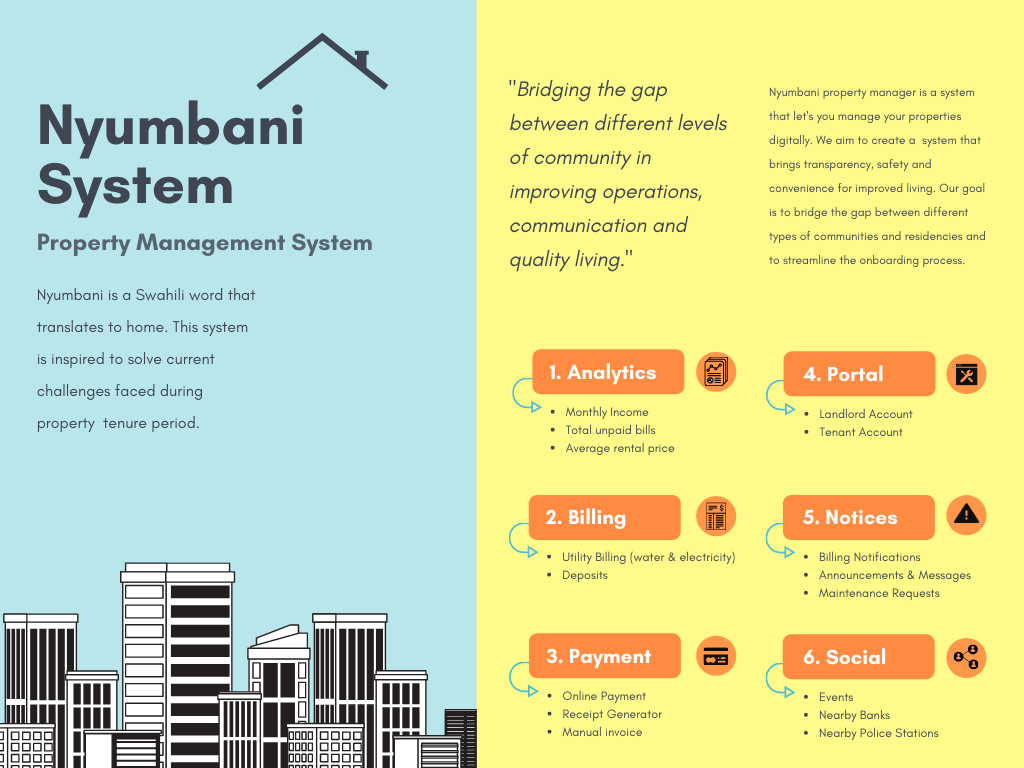 Nyumbani
System
Property Management System
Nyumbani is a Swahili word that
translates to home. This system
is inspired to solve current
challenges faced during
property  tenure period.
"Bridging the gap
between different levels
of community in
improving operations,
communication and
quality living."
Nyumbani property manager is a system
that let's you manage your properties
digitally. We aim to create a  system that
brings transparency, safety and
convenience for improved living. Our goal
is to bridge the gap between different
types of communities and residencies and
to streamline the onboarding process.
1. Analytics
• Monthly Income
• Total unpaid bills
• Average rental price
2. Billing
• Utility Billing (water & electricity)
• Deposits
3. Payment
• Online Payment
• Receipt Generator
• Manual invoice
4. Portal
• Landlord Account
• Tenant Account
5. Notices
• Billing Notifications
• Announcements & Messages
• Maintenance Requests
6. Social
• Events
• Nearby Banks
• Nearby Police Stations